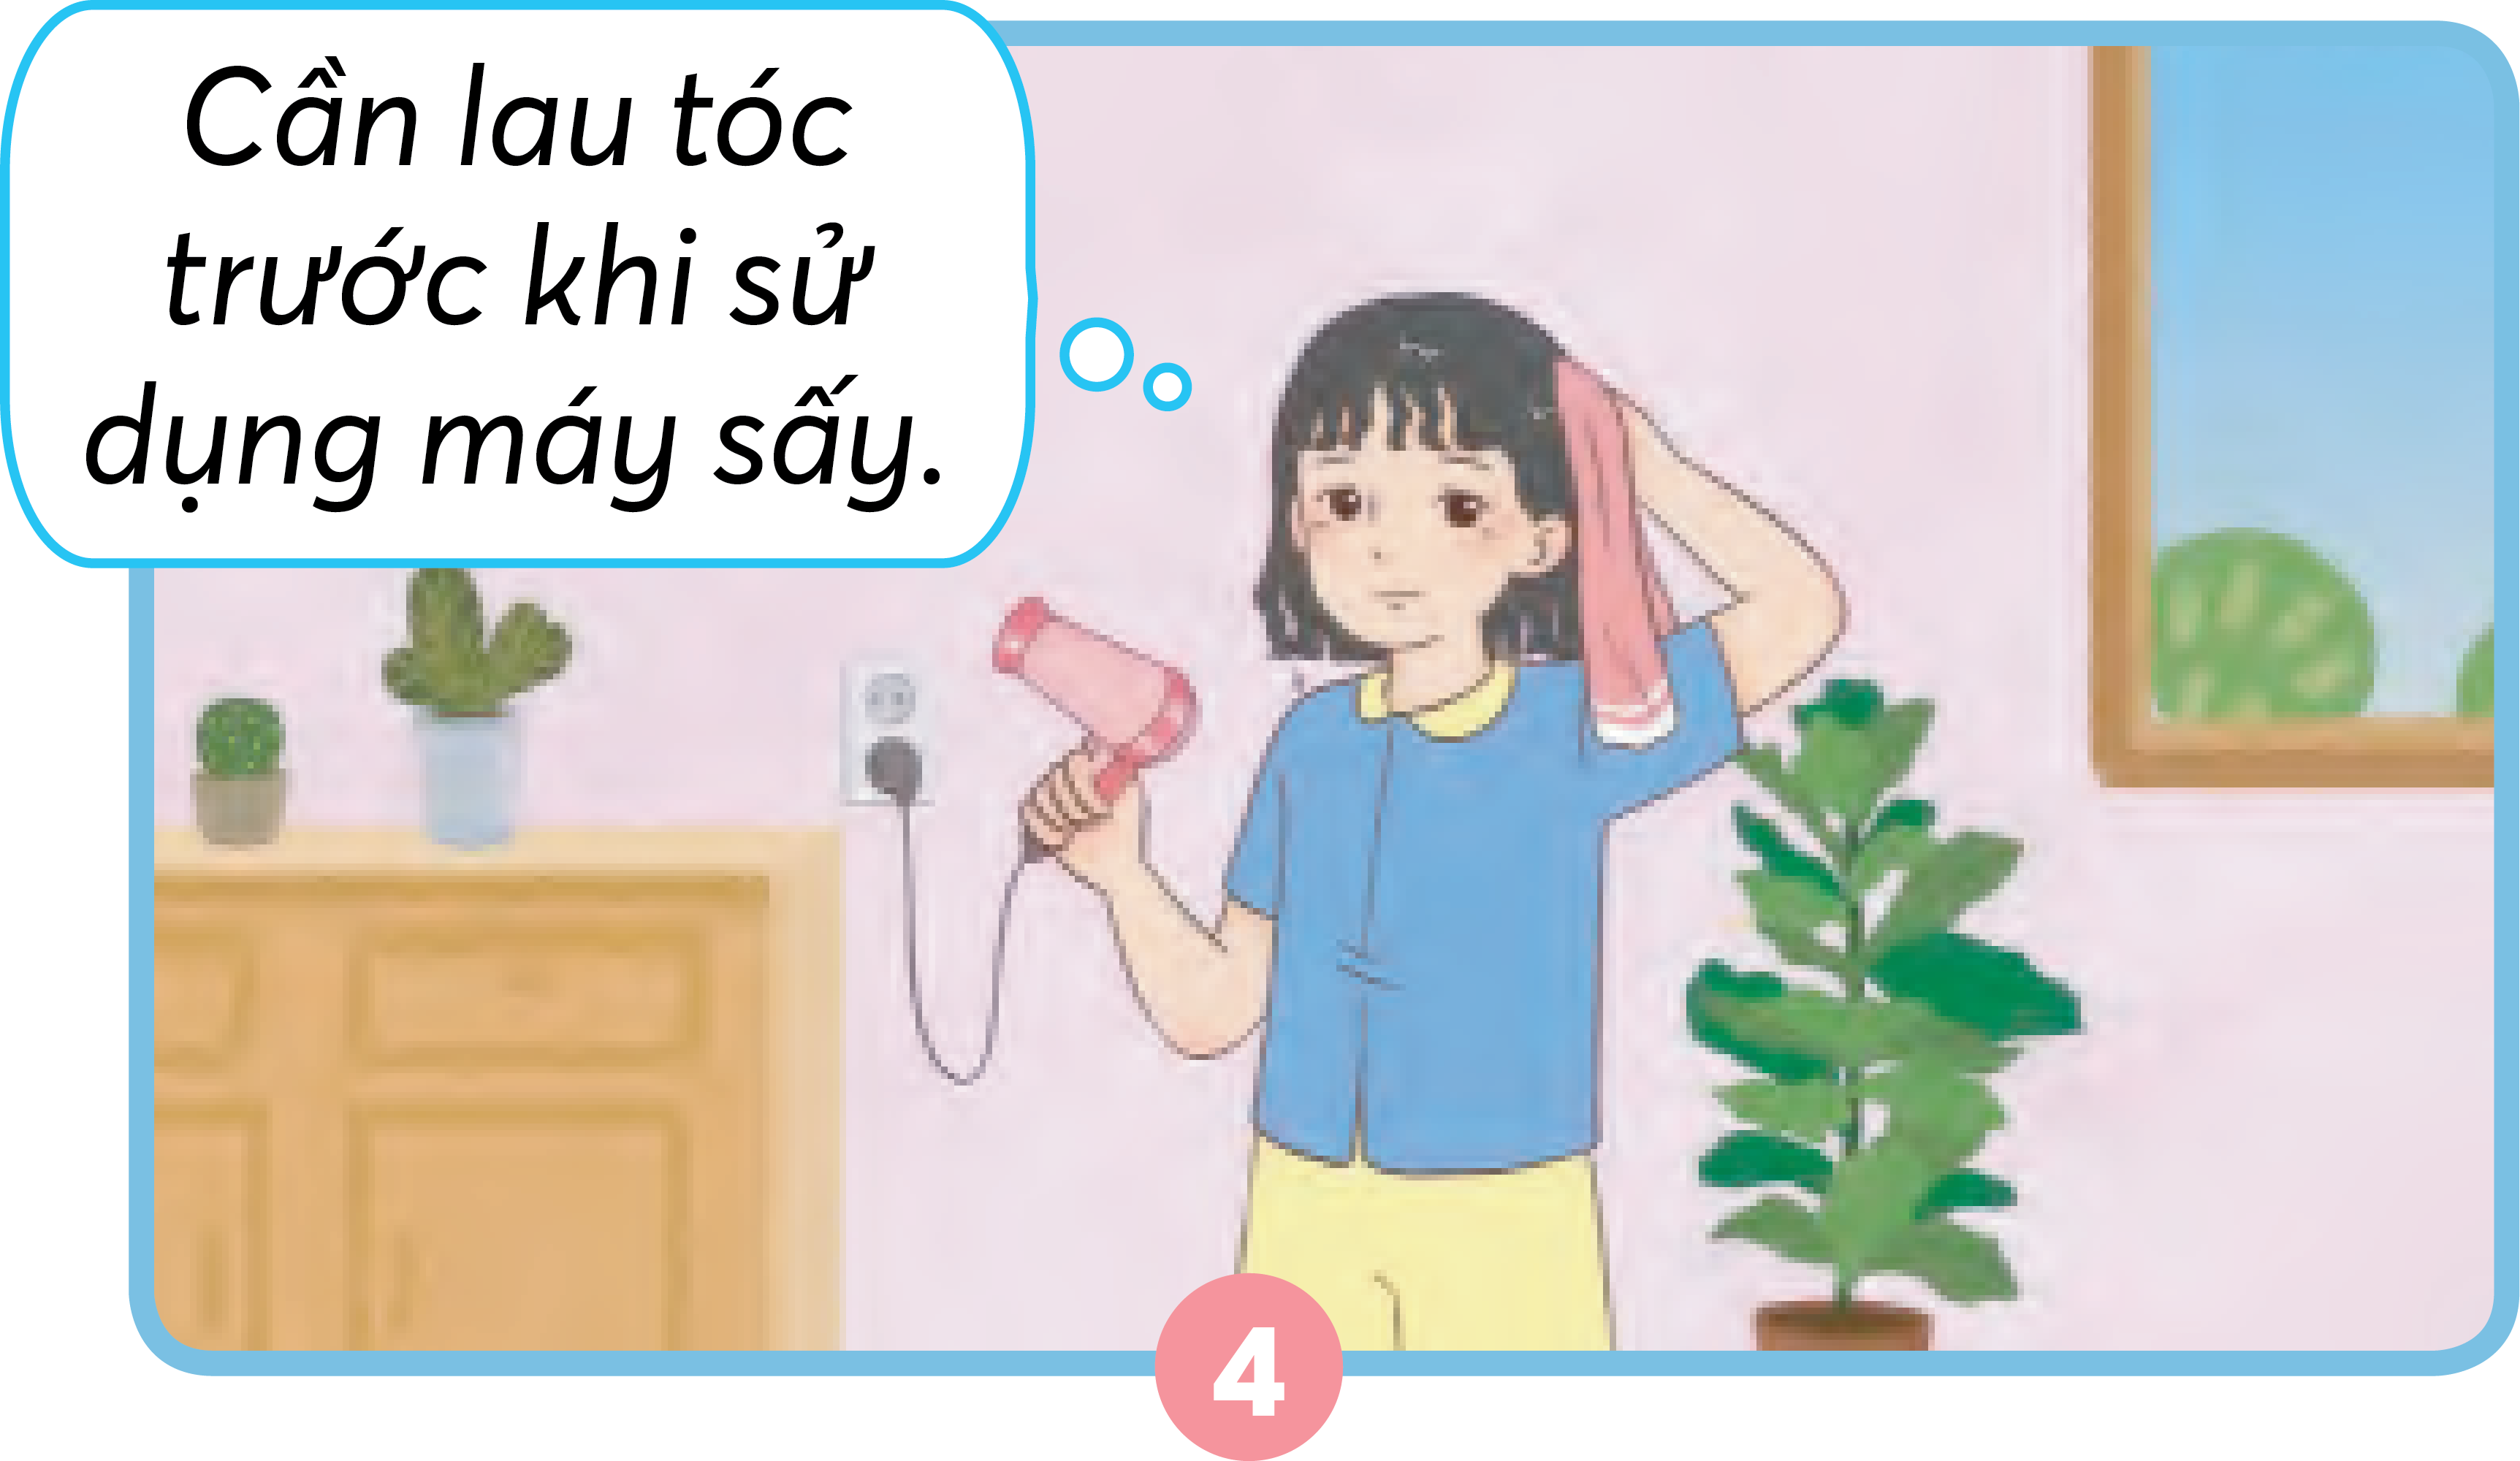 Cần lau tóc
trước khi sử
dụng máy sấy.
4